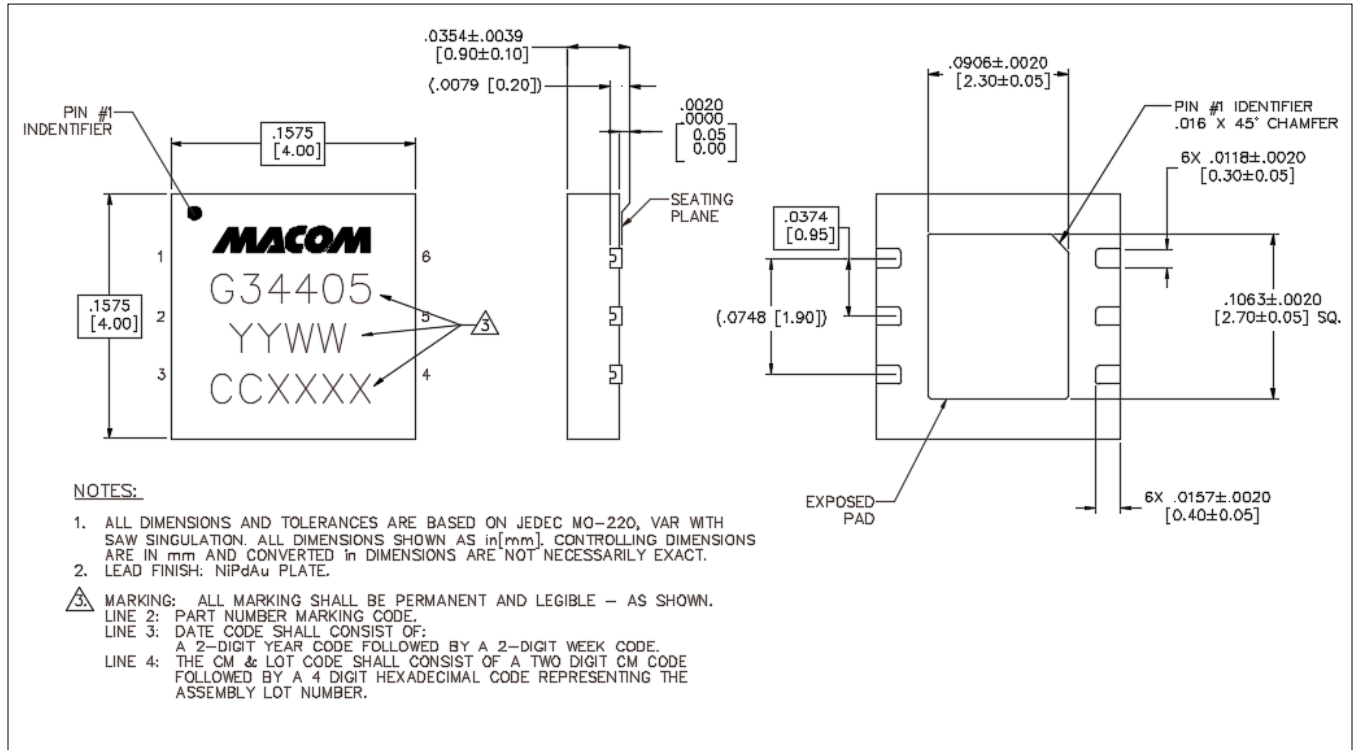 .0354±.0039
[0.90±0.10]
(.0079 [0.20])
.0020
.0000
[0.05
0.00]
.0906±.0020
[2.30±0.05]
PIN #1
INDENTIFIER
.1575
[4.00]
PIN #1 IDENTIFIER
.016 X 45° CHAMFER
6X .0118±.0020
[0.30±0.05]
SEATING
PLANE
.0374
[0.95]
MACOM
G34405
YYWW
CCXXXX
1
2
3
6
5
4
3
.1575
[4.00]
(.0748 [1.90])
.1063±.0020
[2.70±0.05] SQ.
EXPOSED
PAD
6X .0157±.0020
[0.40±0.05]
NOTES:
1. ALL DIMENSIONS AND TOLERANCES ARE BASED ON JEDEC MO-220, VAR WITH
SAW SINGULATION. ALL DIMENSIONS SHOWN AS in[mm]. CONTROLLING DIMENSIONS
ARE IN mm AND CONVERTED in DIMENSIONS ARE NOT NECESSARILY EXACT.
2. LEAD FINISH: NiPdAu PLATE.
3. MARKING: ALL MARKING SHALL BE PERMANENT AND LEGIBLE - AS SHOWN.
LINE 2: PART NUMBER MARKING CODE.
LINE 3: DATE CODE SHALL CONSIST OF:
A 2-DIGIT YEAR CODE FOLLOWED BY A 2-DIGIT WEEK CODE.
LINE 4: THE CM & LOT CODE SHALL CONSIST OF A TWO DIGIT CM CODE
FOLLOWED BY A 4 DIGIT HEXADECIMAL CODE REPRESENTING THE
ASSEMBLY LOT NUMBER.